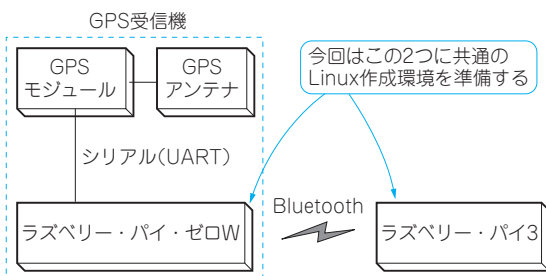 GPS受信機
GPS
モジュール
GPS
アンテナ
今回はこの2つに共通の
Linux作成環境を準備する
シリアル(UART)
ラズベリー・パイ・ゼロW
Bluetooth
ラズベリー・パイ3